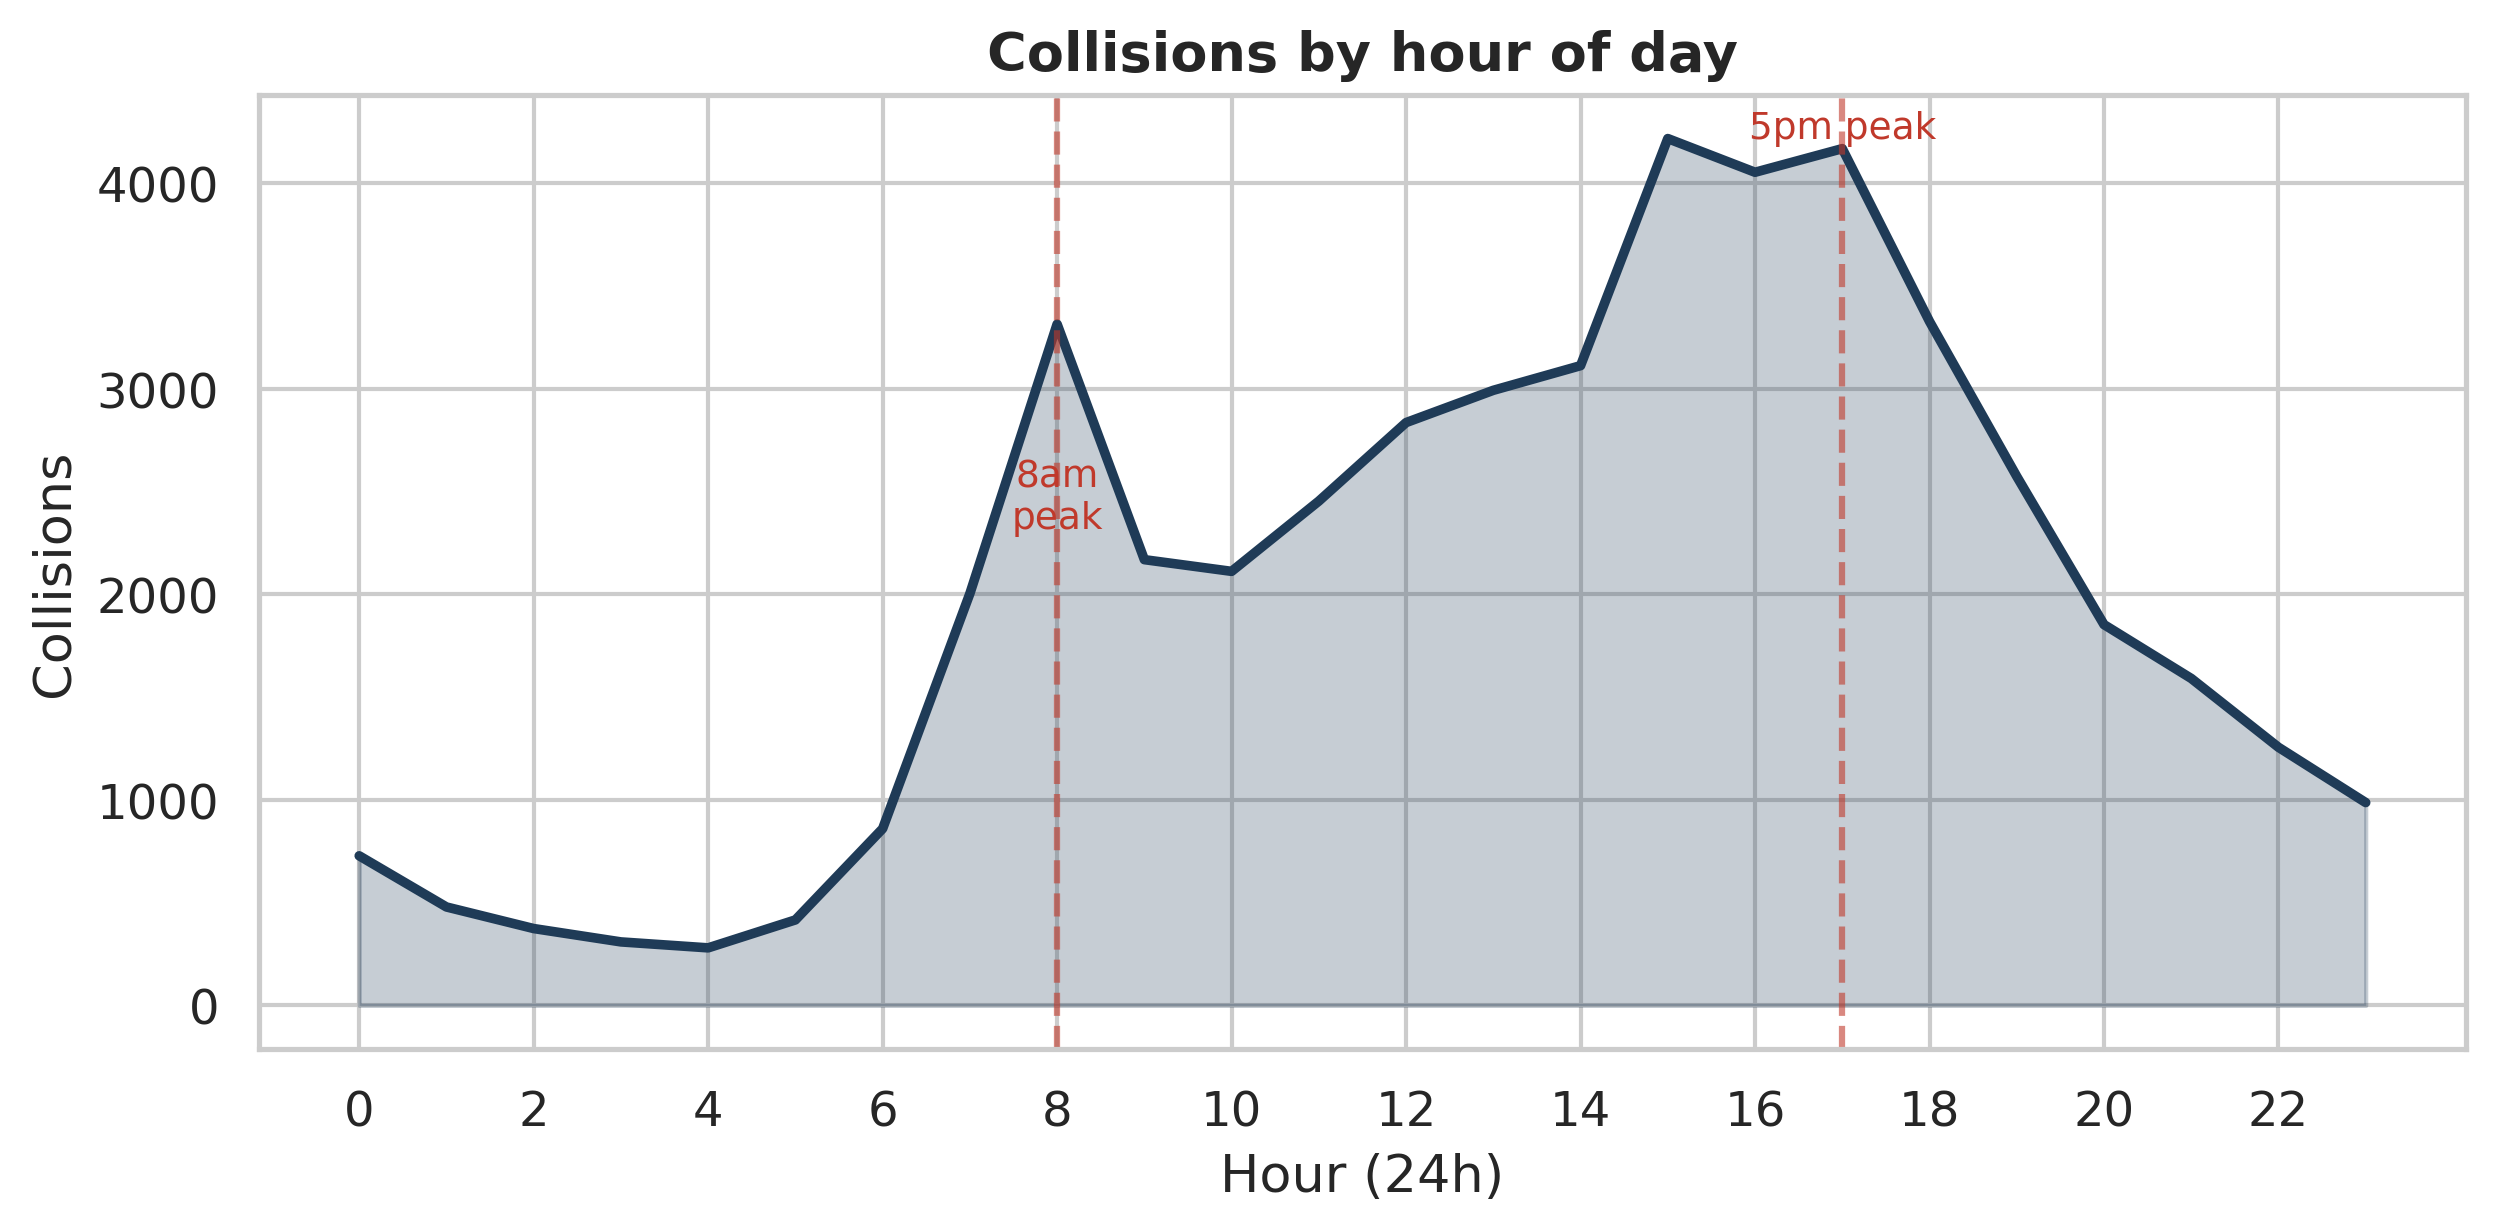 Collisions by hour of day
5pm peak
4000
3000
8am
peak
Collisions
2000
1000
0
0 2 4 6 8 10 12 14 16 18 20 22
Hour (24h)